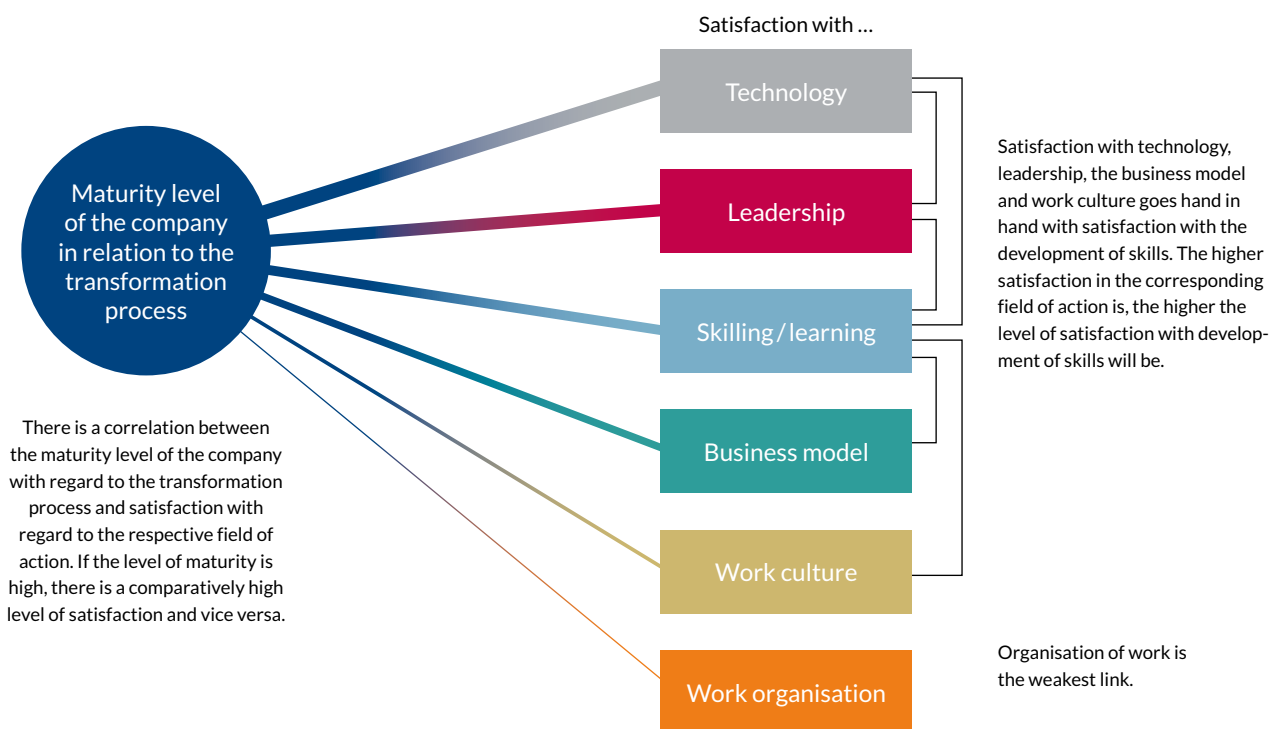 Satisfaction with ...
Technology
Leadership
Skilling / learning
Business model
Work culture
Work organisation
Maturity level
of the company
in relation to the
transformation
process
There is a correlation between
the maturity level of the company
with regard to the transformation
process and satisfaction with
regard to the respective field of
action. If the level of maturity is
high, there is a comparatively high
level of satisfaction and vice versa.
Satisfaction with technology,
leadership, the business model
and work culture goes hand in
hand with satisfaction with the
development of skills. The higher
satisfaction in the corresponding
field of action is, the higher the
level of satisfaction with develop-
ment of skills will be.
Organisation of work is
the weakest link.